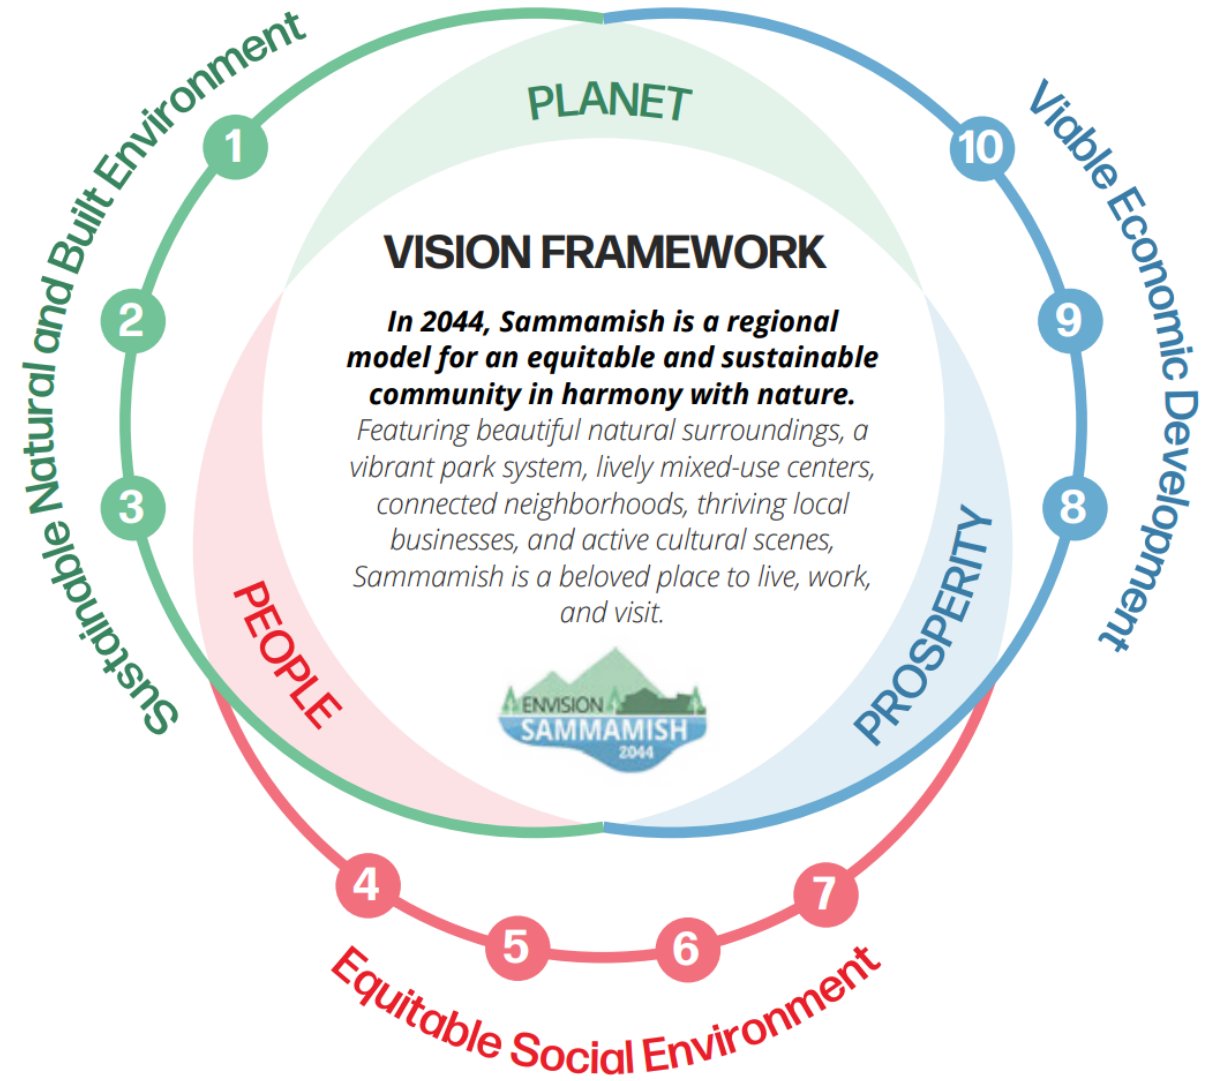 Sustainable Natural and Built Environment
1
2
3
PLANET
Viable Economic Development
10
9
8
VISION FRAMEWORK
In 2044, Sammamish is a regional
model for an equitable and sustainable
community in harmony with nature.
Featuring beautiful natural surroundings, a
vibrant park system, lively mixed-use centers,
connected neighborhoods, thriving local
businesses, and active cultural scenes,
Sammamish is a beloved place to live, work,
and visit.
PEOPLE
PROSPERITY
ENVISION
SAMMAMISH
2044
4
5
6
7
Equitable Social Environment